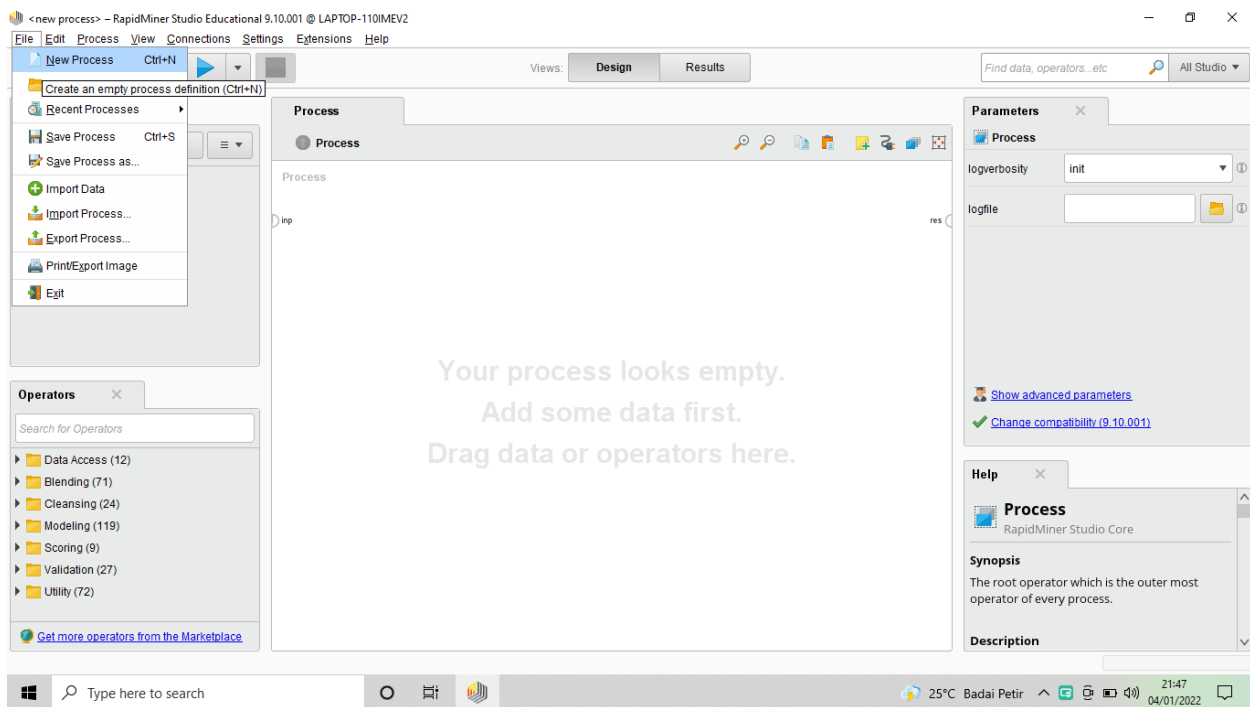 <new process> – RapidMiner Studio Educational 9.10.001 @ LAPTOP-110IMEV2
File Edit Process View Connections Settings Extensions Help
New Process Ctrl+N
Create an empty process definition (Ctrl+N)
Recent Processes
Save Process Ctrl+S
Save Process as...
Import Data
Import Process...
Export Process...
Print/Export Image
Exit
Views: Design Results
Find data, operators...etc All Studio
Process
Process
Process
inp
res
Your process looks empty.
Add some data first.
Drag data or operators here.
Operators
Search for Operators
Data Access (12)
Blending (71)
Cleansing (24)
Modeling (119)
Scoring (9)
Validation (27)
Utility (72)
Get more operators from the Marketplace
Parameters
Process
logverbosity init
logfile
Show advanced parameters
Change compatibility (9.10.001)
Help
Process
RapidMiner Studio Core
Synopsis
The root operator which is the outer most
operator of every process.
Description
Type here to search
25°C Badai Petir
21:47
04/01/2022